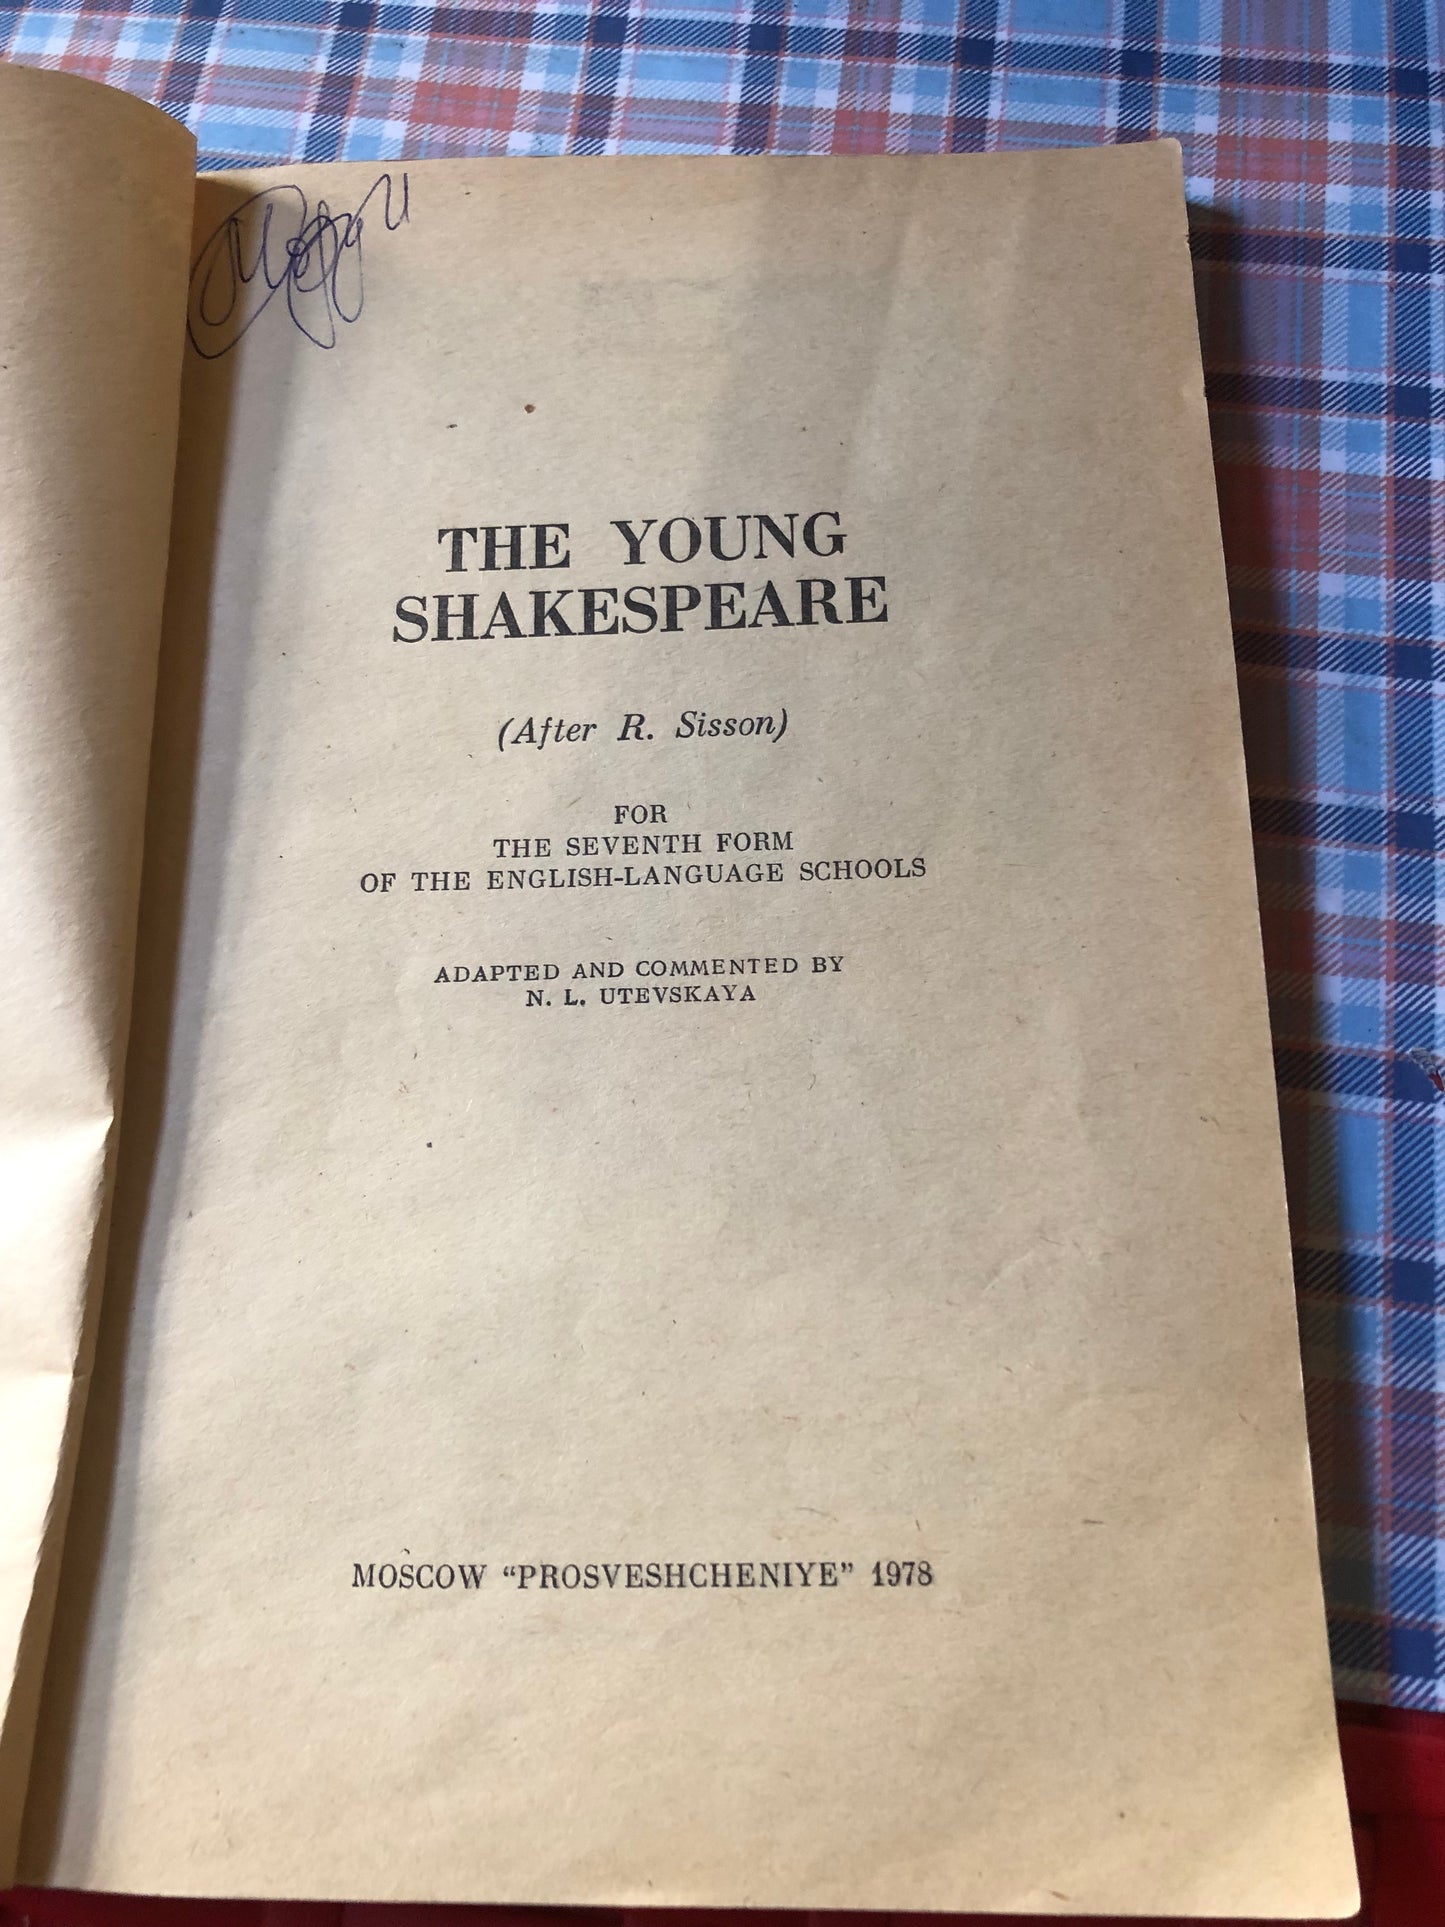 THE YOUNG
SHAKESPEARE
(After R. Sisson)
FOR
THE SEVENTH FORM
OF THE ENGLISH-LANGUAGE SCHOOLS
ADAPTED AND COMMENTED BY
N. L. UTEVSKAYA
MOSCOW “PROSVESHCHENIYE” 1978